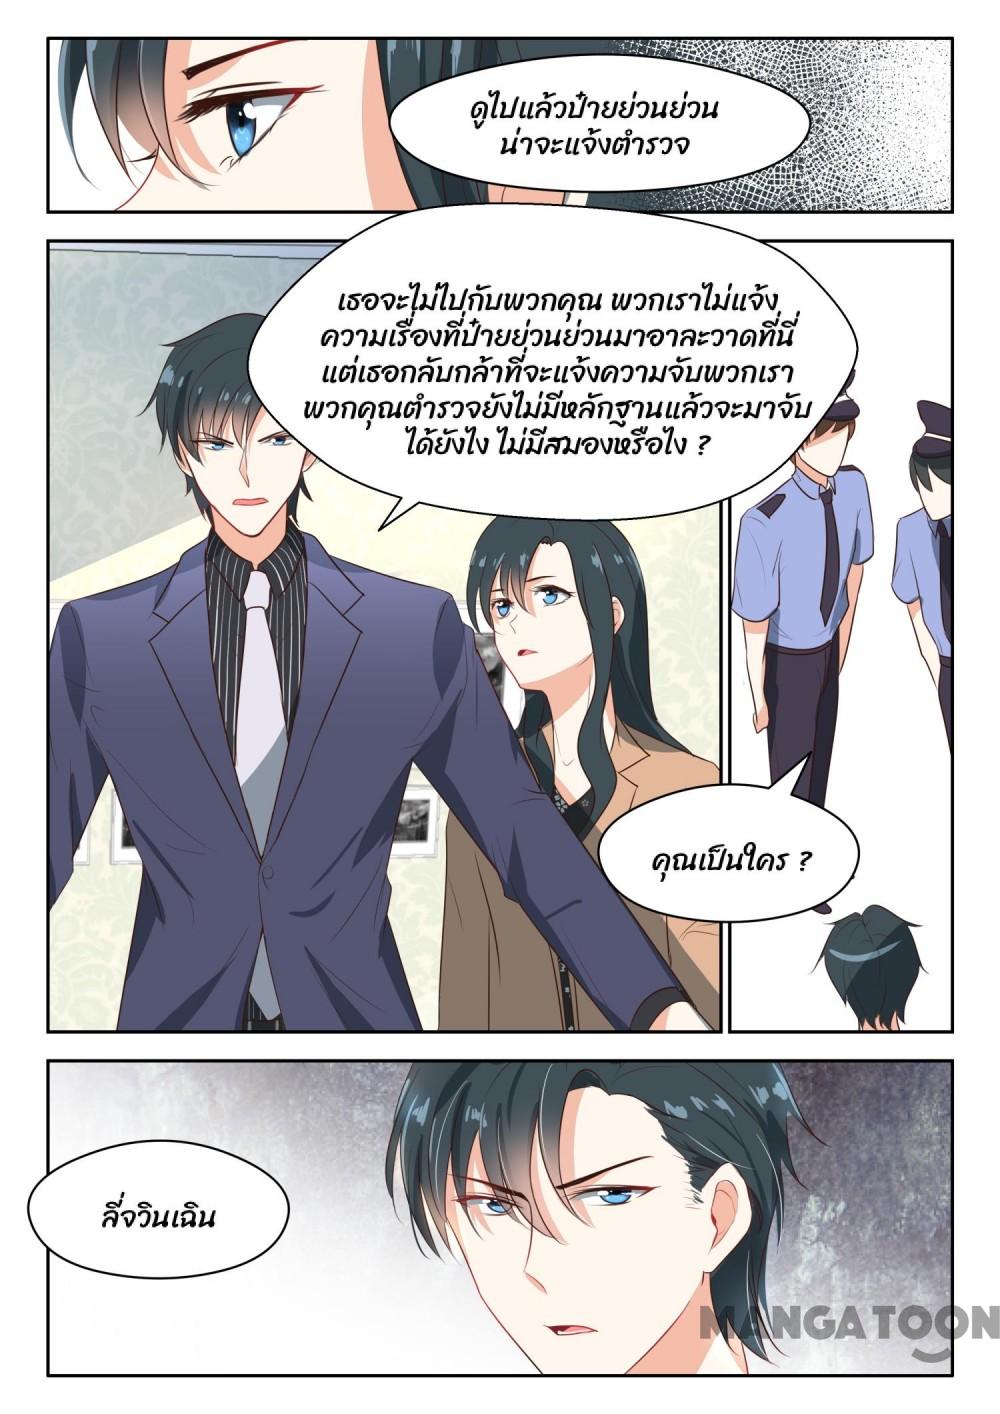 ดูไปแล้วป๋ายย่วนย่วน
น่าจะแจ้งตำรวจ
เธอจะไม่ไปกับพวกคุณ พวกเราไม่แจ้ง
ความเรื่องที่ป๋ายย่วนย่วนมาอาละวาดที่นี่
แต่เธอกลับกล้าที่จะแจ้งความจับพวกเรา
พวกคุณตำรวจยังไม่มีหลักฐานแล้วจะมาจับ
ได้ยังไง ไม่มีสมองหรือไง ?
คุณเป็นใคร ?
ลี่จวินเฉิน
MANGATOON